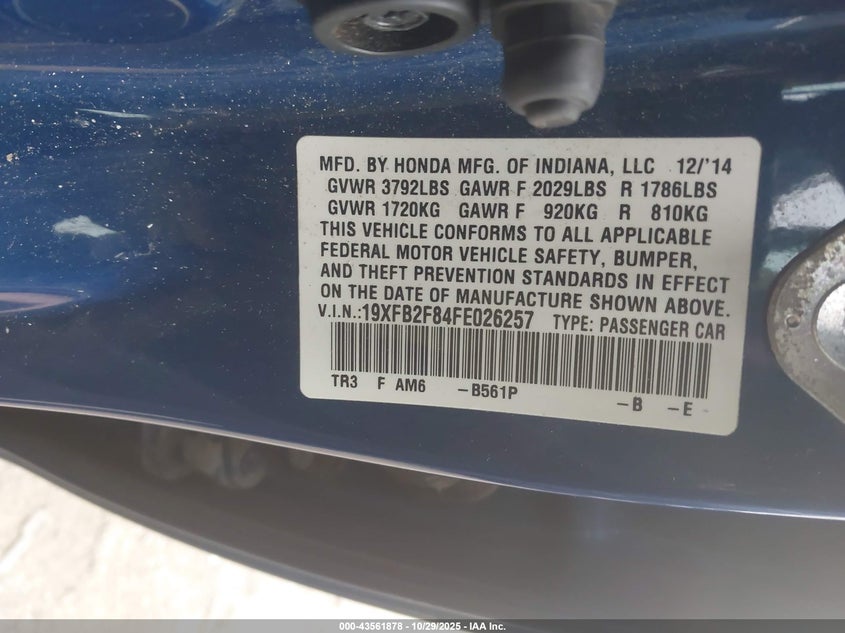 MFD. BY HONDA MFG. OF INDIANA, LLC 12/'14
GVWR 3792LBS GAWR F 2029LBS R 1786LBS
GVWR 1720KG GAWR F 920KG R 810KG
THIS VEHICLE CONFORMS TO ALL APPLICABLE
FEDERAL MOTOR VEHICLE SAFETY, BUMPER,
AND THEFT PREVENTION STANDARDS IN EFFECT
ON THE DATE OF MANUFACTURE SHOWN ABOVE.
V.I.N.:19XFB2F84FE026257 TYPE: PASSENGER CAR
TR3 F AM6 –B561P –B –E
000-43561878 - 10/29/2025 - IAA Inc.